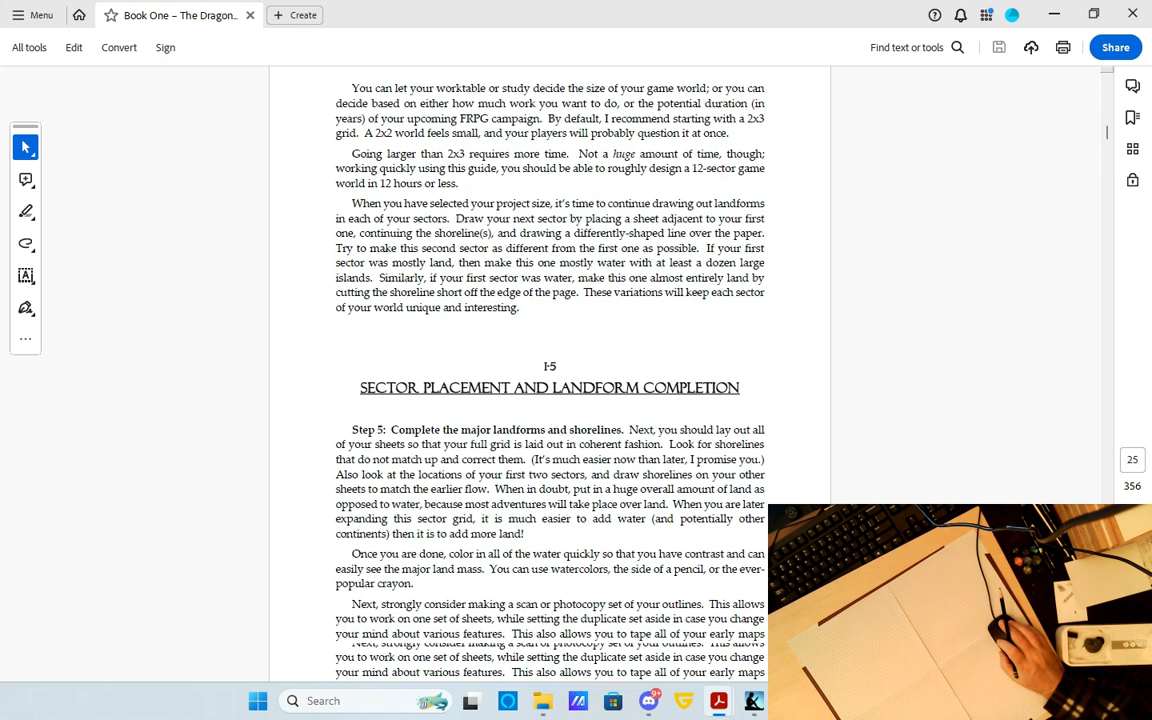 Menu
Book One – The Dragon...
Create
All tools
Edit
Convert
Sign
Find text or tools
Share
You can let your worktable or study decide the size of your game world; or you can
decide based on either how much work you want to do, or the potential duration (in
years) of your upcoming FRPG campaign. By default, I recommend starting with a 2x3
grid. A 2x2 world feels small, and your players will probably question it at once.
Going larger than 2x3 requires more time. Not a huge amount of time, though;
working quickly using this guide, you should be able to roughly design a 12-sector game
world in 12 hours or less.
When you have selected your project size, it's time to continue drawing out landforms
in each of your sectors. Draw your next sector by placing a sheet adjacent to your first
one, continuing the shoreline(s), and drawing a differently-shaped line over the paper.
Try to make this second sector as different from the first one as possible. If your first
sector was mostly land, then make this one mostly water with at least a dozen large
islands. Similarly, if your first sector was water, make this one almost entirely land by
cutting the shoreline short off the edge of the page. These variations will keep each sector
of your world unique and interesting.
I-5
SECTOR PLACEMENT AND LANDFORM COMPLETION
Step 5: Complete the major landforms and shorelines. Next, you should lay out all
of your sheets so that your full grid is laid out in coherent fashion. Look for shorelines
that do not match up and correct them. (It's much easier now than later, I promise you.)
Also look at the locations of your first two sectors, and draw shorelines on your other
sheets to match the earlier flow. When in doubt, put in a huge overall amount of land as
opposed to water, because most adventures will take place over land. When you are later
expanding this sector grid, it is much easier to add water (and potentially other
continents) then it is to add more land!
Once you are done, color in all of the water quickly so that you have contrast and can
easily see the major land mass. You can use watercolors, the side of a pencil, or the ever-
popular crayon.
Next, strongly consider making a scan or photocopy set of your outlines. This allows
you to work on one set of sheets, while setting the duplicate set aside in case you change
your mind about various features. This also allows you to tape all of your early maps
Next, strongly consider making a scan or photocopy set of your outlines. This allows
you to work on one set of sheets, while setting the duplicate set aside in case you change
your mind about various features. This also allows you to tape all of your early maps
25
356
Search
9+